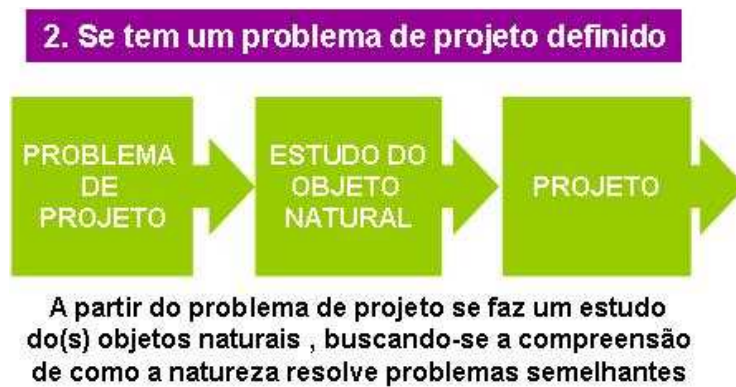 2. Se tem um problema de projeto definido
PROBLEMA
DE
PROJETO
ESTUDO DO
OBJETO
NATURAL
PROJETO
A partir do problema de projeto se faz um estudo
do(s) objetos naturais , buscando-se a compreensão
de como a natureza resolve problemas semelhantes